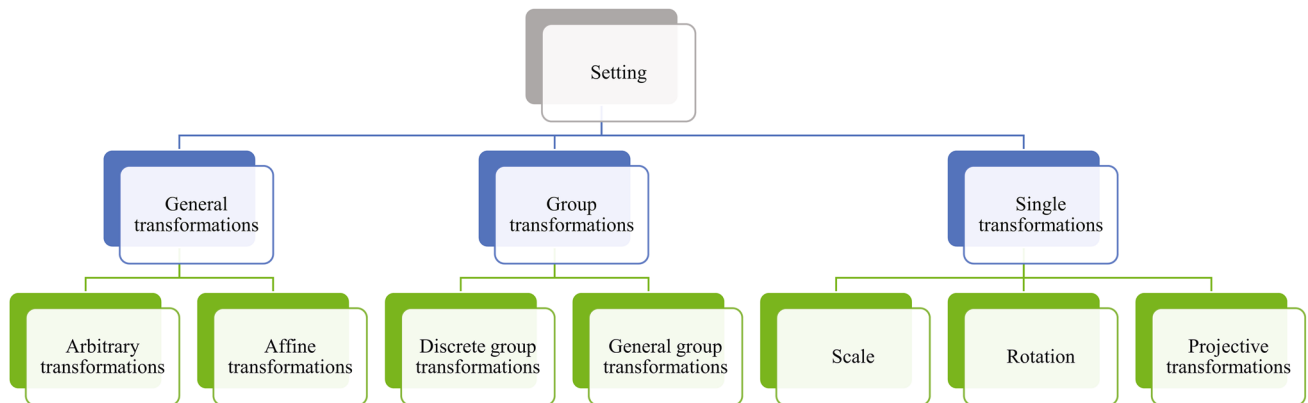 Setting
General
transformations
Group
transformations
Single
transformations
Arbitrary
transformations
Affine
transformations
Discrete group
transformations
General group
transformations
Scale
Rotation
Projective
transformations